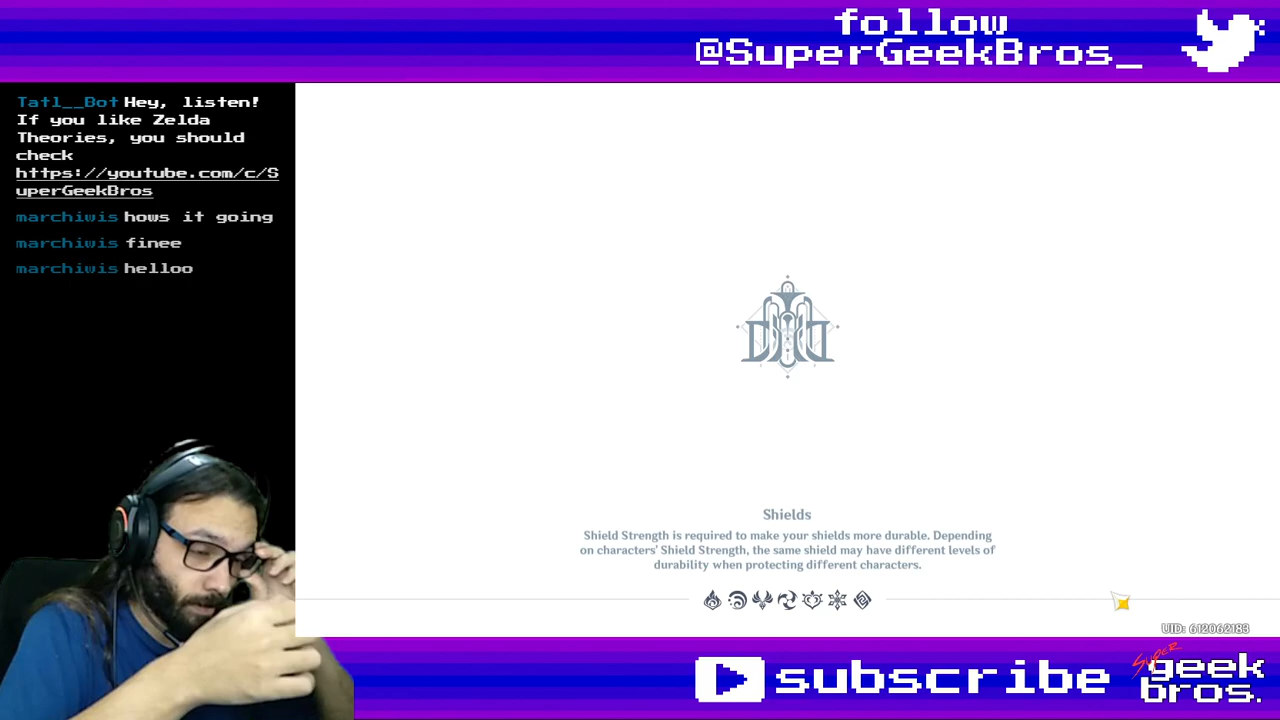 follow
@SuperGeekBros_
Tatl__Bot Hey, listen!
If you like Zelda
Theories, you should
check
https://youtube.com/c/S
uperGeekBros
marchiwis hows it going
marchiwis finee
marchiwis helloo
Shields
Shield Strength is required to make your shields more durable. Depending
on characters' Shield Strength, the same shield may have different levels of
durability when protecting different characters.
UID: 612062183
subscribe
Super
geek
bros.